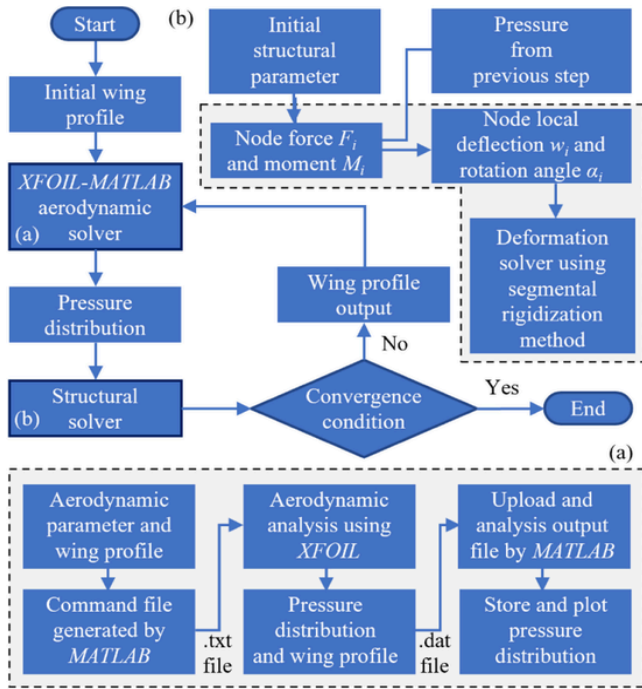 Start
Initial wing
profile
XFOIL-MATLAB
aerodynamic
solver
(a)
Pressure
distribution
Structural
solver
(b)
Convergence
condition
No
Yes
Wing profile
output
End
(b)
Initial
structural
parameter
Pressure
from
previous step
Node force Fᵢ
and moment Mᵢ
Node local
deflection wᵢ and
rotation angle αᵢ
Deformation
solver using
segmental
rigidization
method
(a)
Aerodynamic
parameter and
wing profile
Command file
generated by
MATLAB
.txt
file
Aerodynamic
analysis using
XFOIL
Pressure
distribution
and wing profile
.dat
file
Upload and
analysis output
file by MATLAB
Store and plot
pressure
distribution